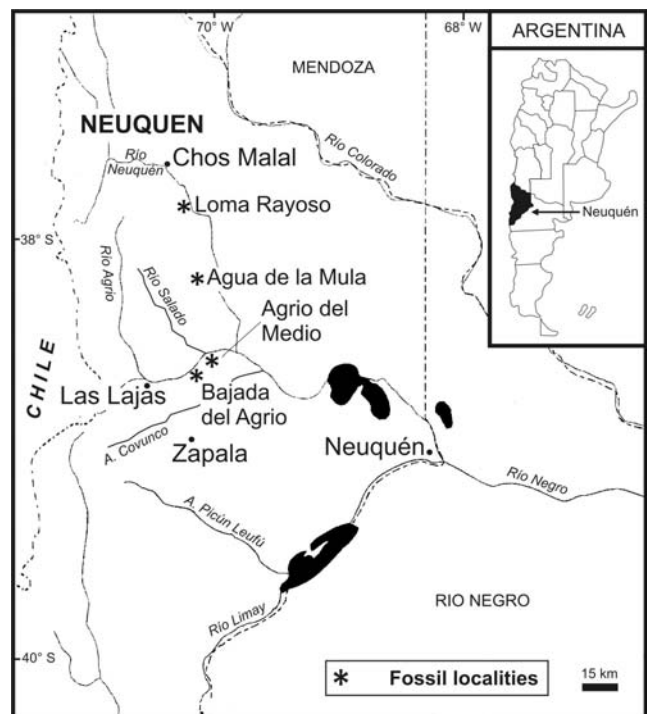 70° W
68° W
ARGENTINA
MENDOZA
NEUQUEN
Río
Neuquén
Chos Malal
Río Colorado
Loma Rayoso
Neuquén
38° S
Río Agrio
Río Salado
Agua de la Mula
Agrio del
Medio
CHILE
Las Lajas
Bajada
del Agrio
A. Covunco
Zapala
Neuquén
Río Negro
A. Picún Leufú
Río Limay
RIO NEGRO
40° S
* Fossil localities
15 km